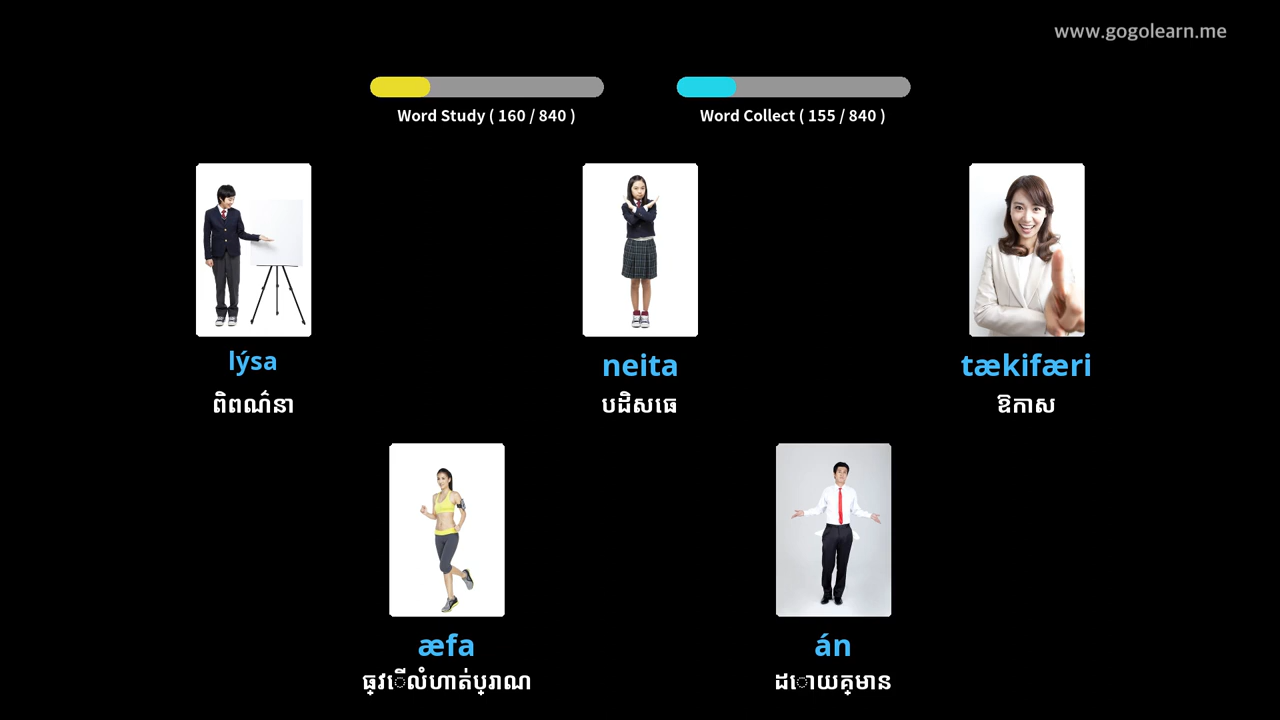 www.gogolearn.me
Word Study ( 160 / 840 )
Word Collect ( 155 / 840 )
lýsa
neita
tækifæri
ពិពណ៌នា
បដិសធេ
ឱកាស
æfa
án
ធ្វេើលំហាត់ប្រាណ
ដោយគ្មាន